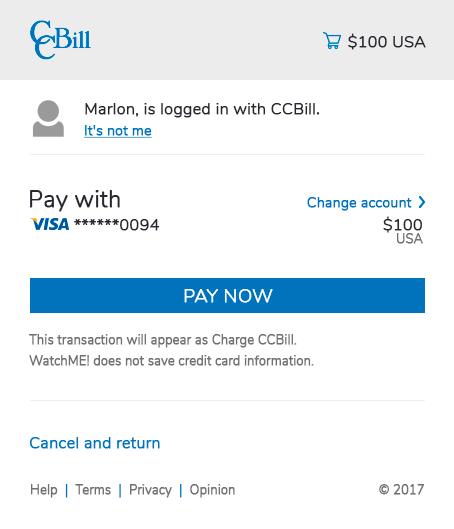 CCBill
$100 USA
Marlon, is logged in with CCBill.
It's not me
Pay with
Change account
VISA ******0094
$100
USA
PAY NOW
This transaction will appear as Charge CCBill.
WatchME! does not save credit card information.
Cancel and return
Help | Terms | Privacy | Opinion
© 2017